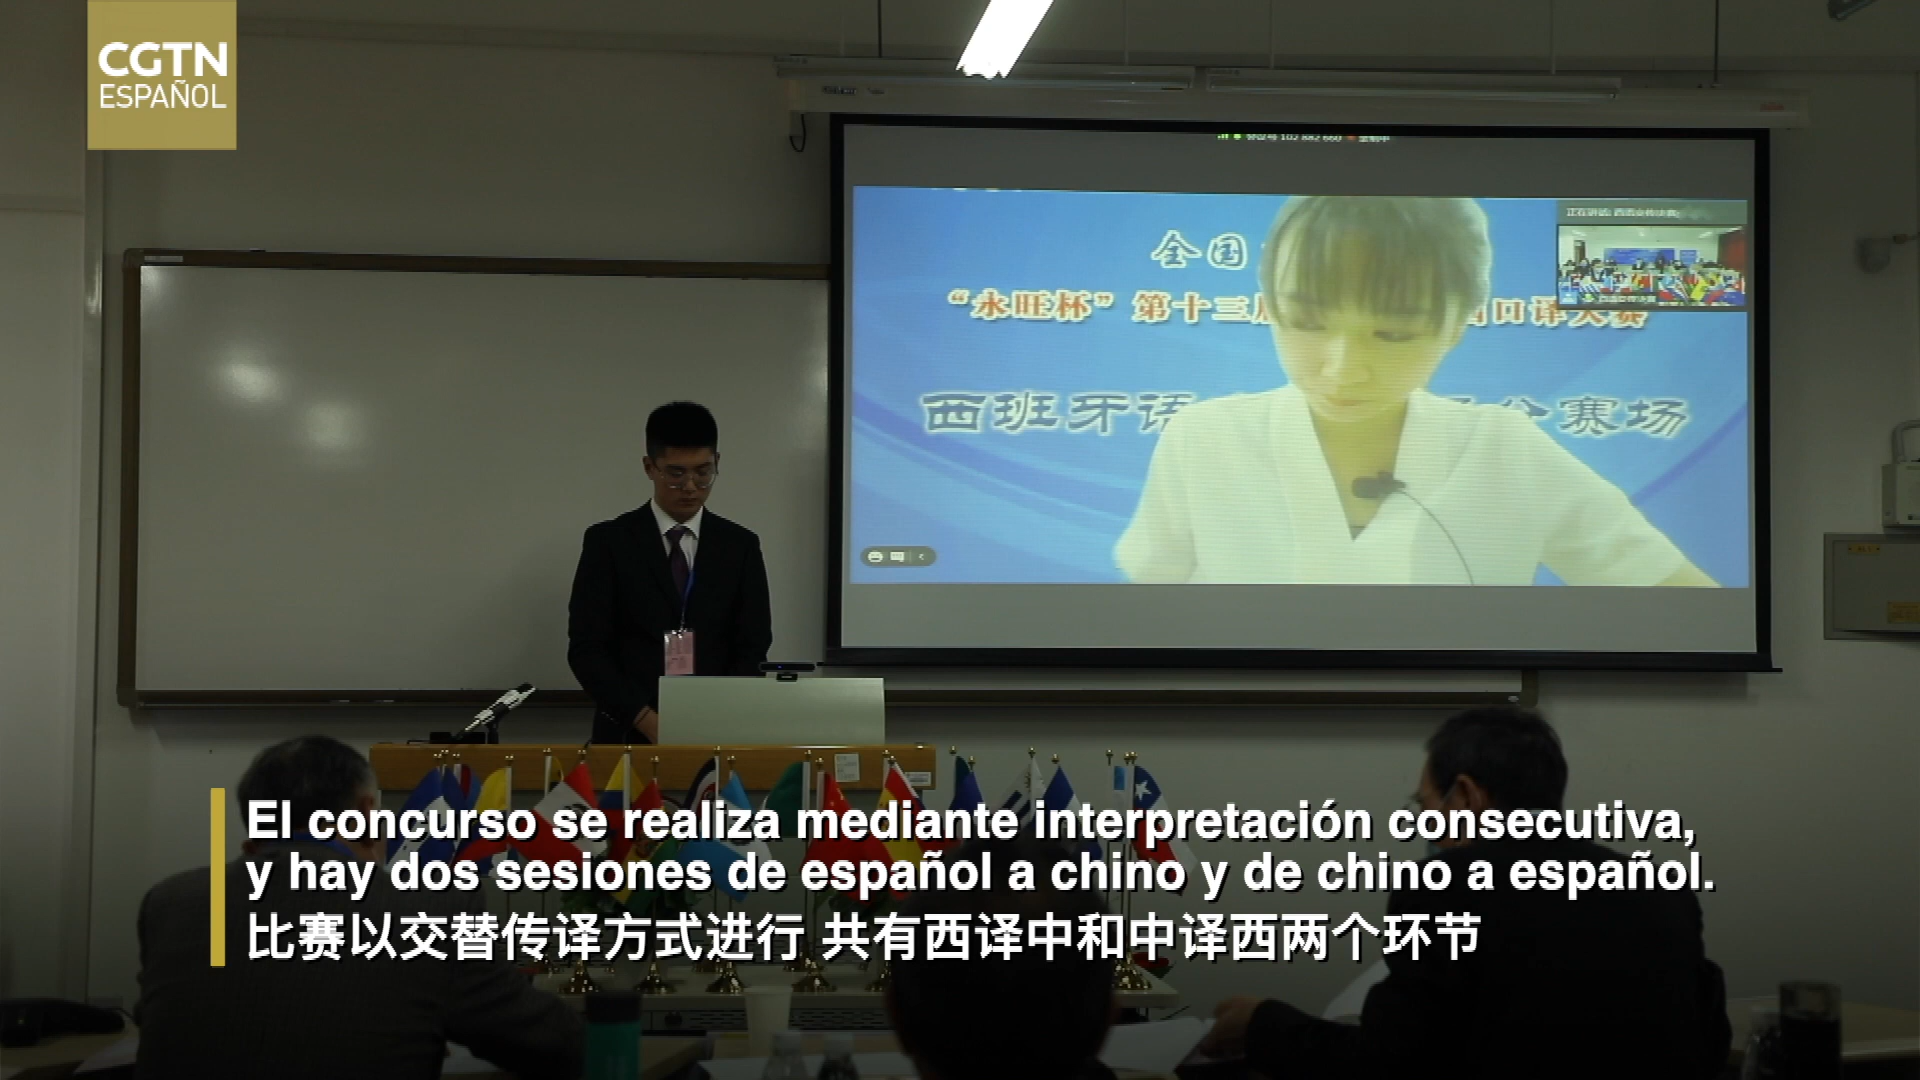 CGTN
ESPAÑOL
全国
“永旺杯”第十三届
口译大赛
西班牙语
分赛场
El concurso se realiza mediante interpretación consecutiva,
y hay dos sesiones de español a chino y de chino a español.
比赛以交替传译方式进行 共有西译中和中译西两个环节